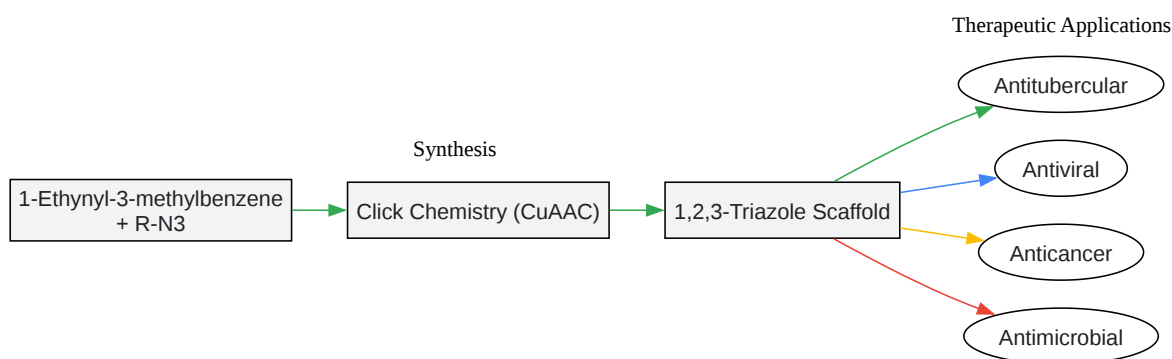 Therapeutic Applications
Antitubercular
Synthesis
Antiviral
1-Ethynyl-3-methylbenzene
+ R-N3
Click Chemistry (CuAAC)
1,2,3-Triazole Scaffold
Anticancer
Antimicrobial